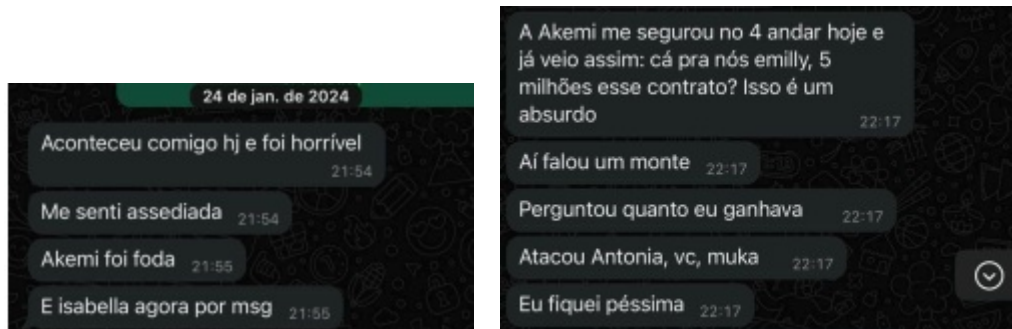 24 de jan. de 2024
Aconteceu comigo hj e foi horrível
21:54
Me senti assediada 21:54
Akemi foi foda 21:55
E isabella agora por msg 21:55
A Akemi me segurou no 4 andar hoje e
já veio assim: cá pra nós emilly, 5
milhões esse contrato? Isso é um
absurdo
22:17
Aí falou um monte 22:17
Perguntou quanto eu ganhava 22:17
Atacou Antonia, vc, muka 22:17
Eu fiquei péssima 22:17